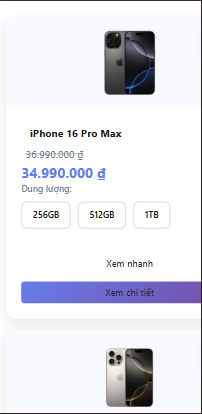 iPhone 16 Pro Max
36.990.000 ₫
34.990.000 ₫
Dung lượng:
256GB 512GB 1TB
Xem nhanh
Xem chi tiết